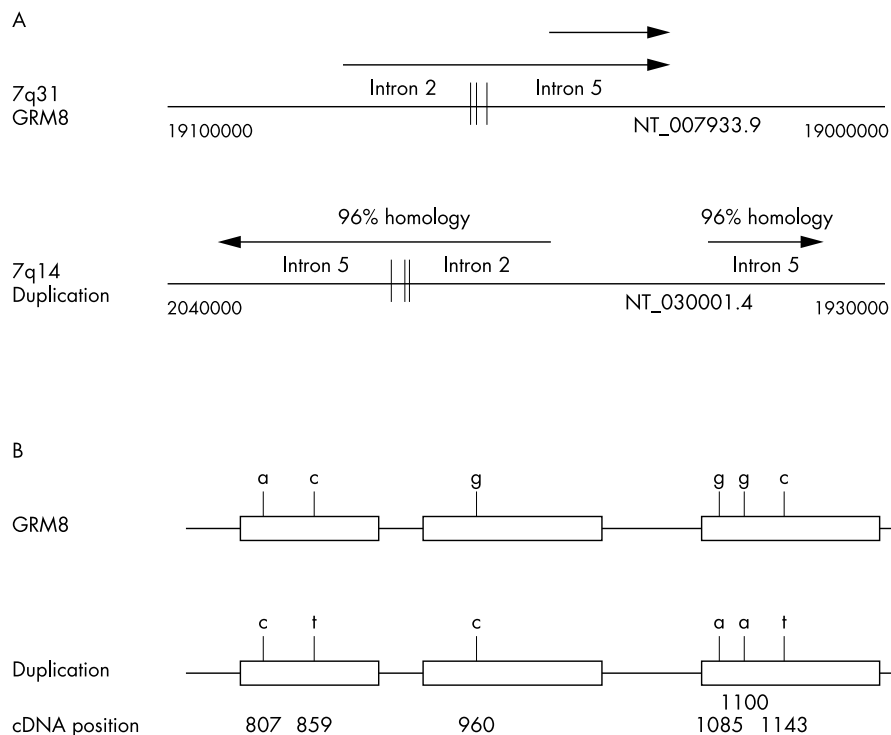 A
7q31
GRM8
Intron 2
Intron 5
19100000
NT_007933.9
19000000
96% homology
96% homology
7q14
Duplication
Intron 5
Intron 2
Intron 5
2040000
NT_030001.4
1930000
B
a c g g g c
GRM8
c t c a a t
Duplication
1100
cDNA position 807 859 960 1085 1143